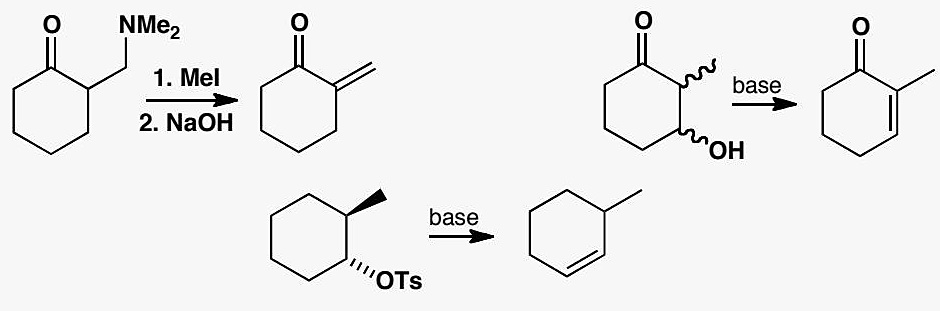 O
NMe2
1. MeI
2. NaOH
O
O
OH
base
O
OTs
base